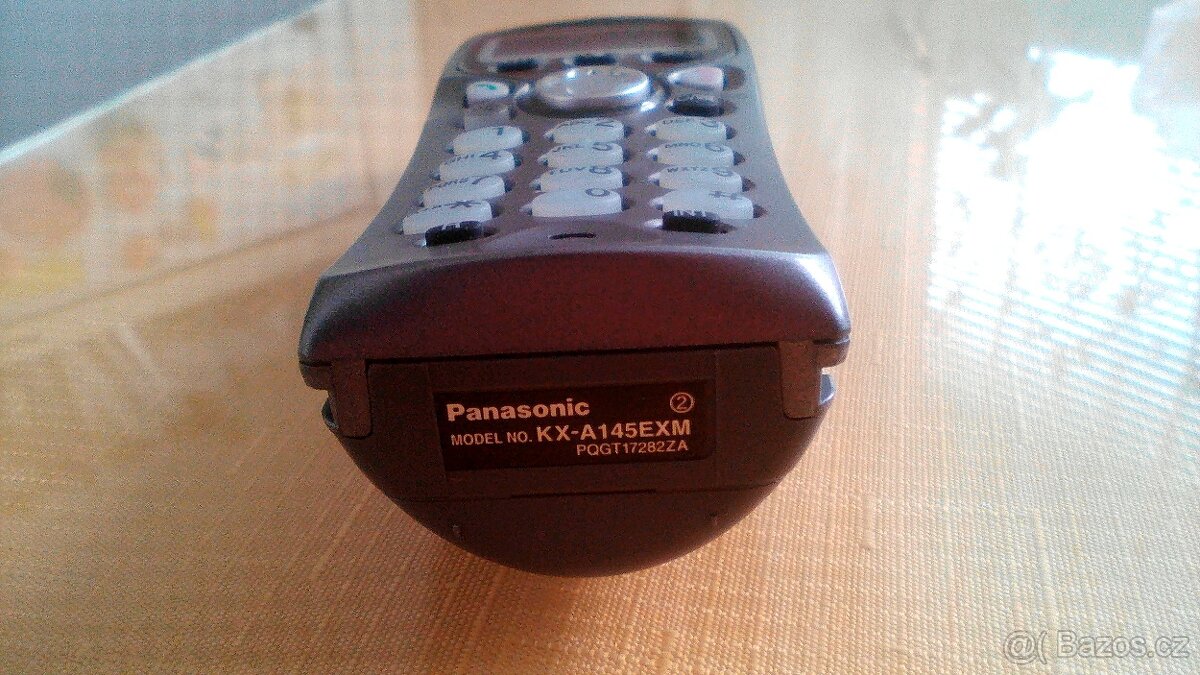 Panasonic ②
MODEL NO. KX-A145EXM
PQGT17282ZA
@( Bazos.cz